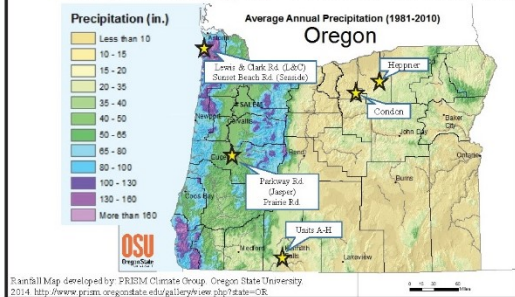 Precipitation (in.)
Less than 10
10 - 15
15 - 20
20 - 35
35 - 40
40 - 50
50 - 65
65 - 80
80 - 100
100 - 130
130 - 160
More than 160
Average Annual Precipitation (1981-2010)
Oregon
Astoria
Lewis & Clark Rd. (L&C)
Sunset Beach Rd. (Seaside)
Heppner
Condon
SALEM
Newport
Corvallis
John Day
Baker
City
Ontario
Bend
Parkway Rd.
(Jasper)
Prairie Rd.
Burns
Coos Bay
Units A-H
Medford
Klamath
Falls
Lakeview
OSU
Oregon State
Rainfall Map developed by: PRISM Climate Group, Oregon State University
2014 http://www.prism.oregonstate.edu/gallery/view.php?state=OR